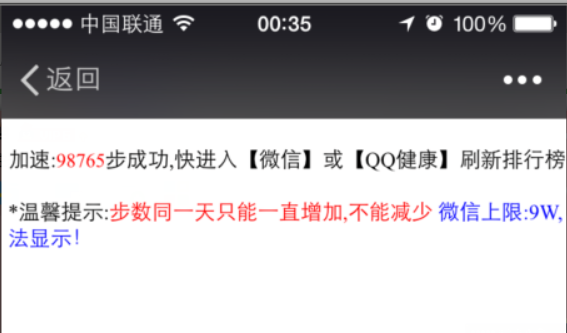 中国联通 00:35 100%
返回
加速:98765步成功,快进入【微信】或【QQ健康】刷新排行榜
*温馨提示:步数同一天只能一直增加,不能减少 微信上限:9W,
法显示!